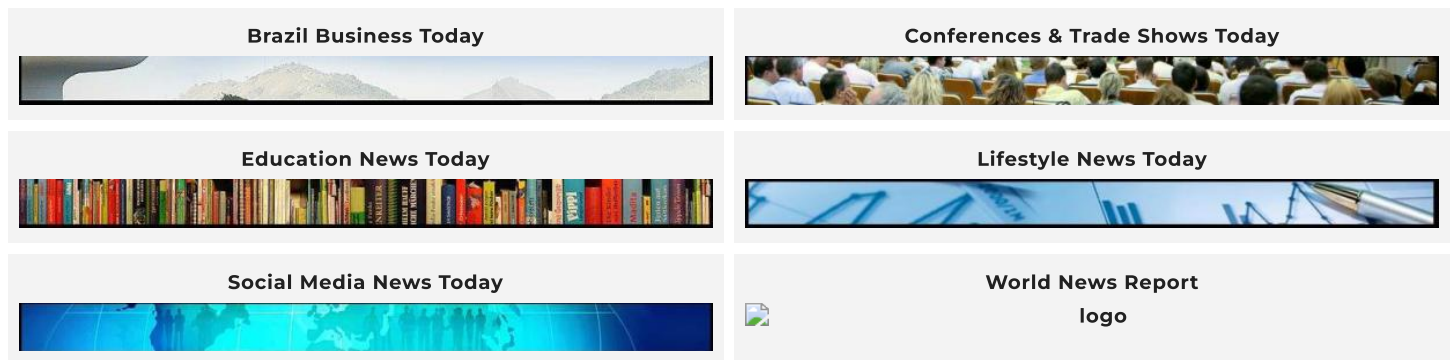 Brazil Business Today
Conferences & Trade Shows Today
Education News Today
Lifestyle News Today
Social Media News Today
World News Report
logo